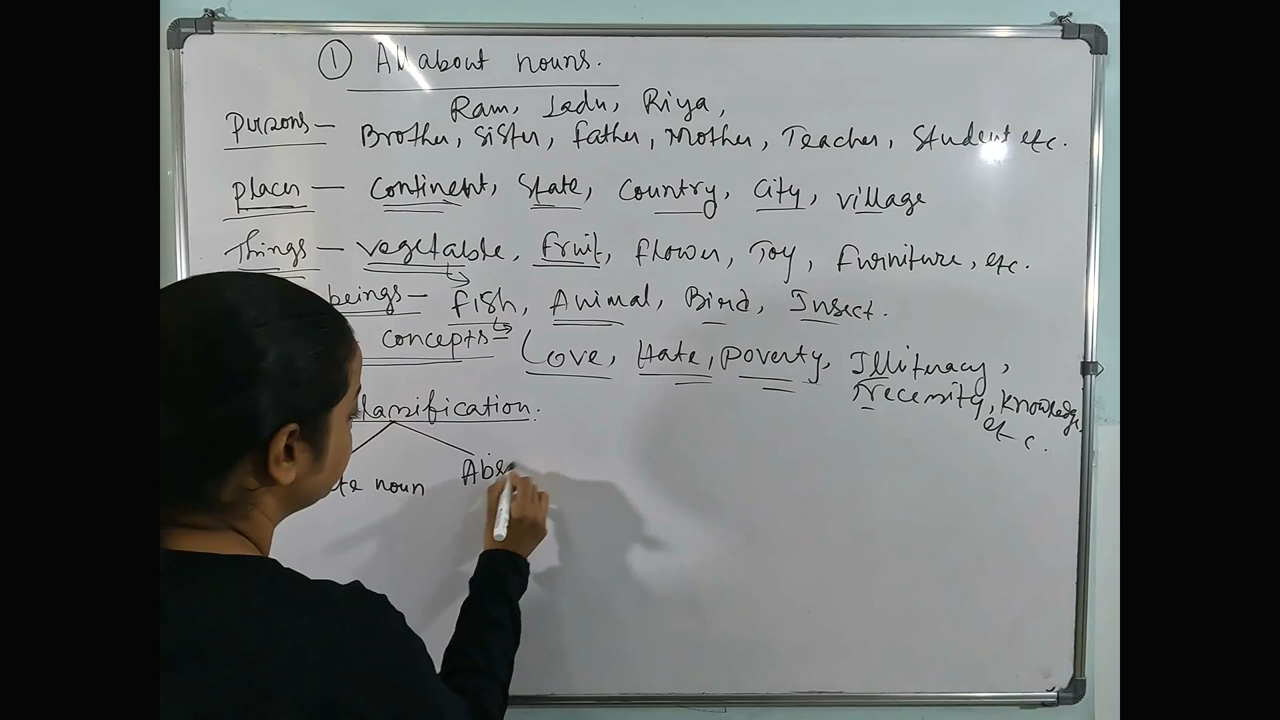 ① All about nouns.
Ram, Jadu, Riya,
Persons – Brother, Sister, Father, Mother, Teacher, Student etc.
Places – Continent, State, Country, City, village
Things – vegetable, fruit, flower, Toy, furniture, etc.
beings – fish, Animal, Bird, Insect.
concepts – Love, Hate, poverty, Illiteracy,
Necessity, Knowledge,
etc.
classification.
te noun Abs